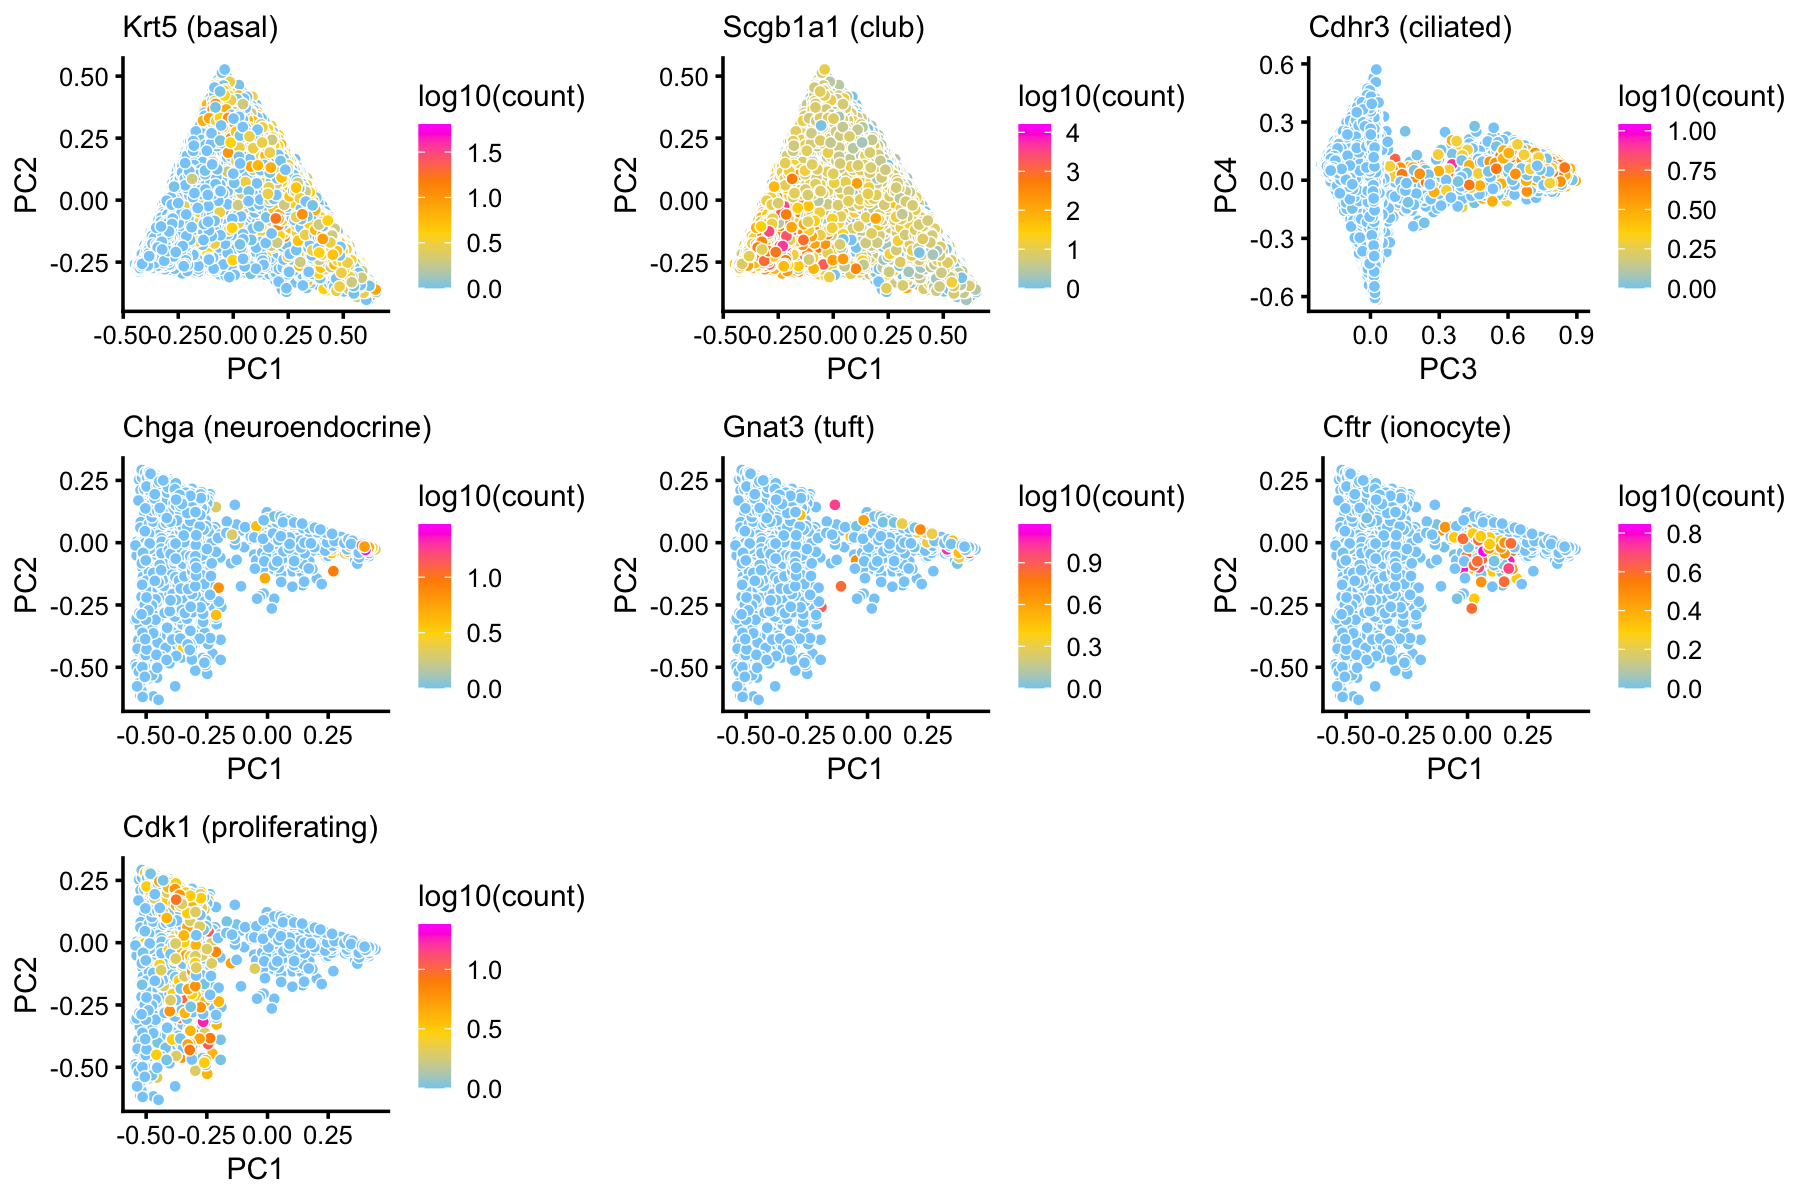 Krt5 (basal)
0.50
0.25
0.00
-0.25
PC2
-0.50 -0.25 0.00 0.25 0.50
PC1
log10(count)
1.5
1.0
0.5
0.0
Scgb1a1 (club)
0.50
0.25
0.00
-0.25
PC2
-0.50 -0.25 0.00 0.25 0.50
PC1
log10(count)
4
3
2
1
0
Cdhr3 (ciliated)
0.6
0.3
0.0
-0.3
-0.6
PC4
0.0 0.3 0.6 0.9
PC3
log10(count)
1.00
0.75
0.50
0.25
0.00
Chga (neuroendocrine)
0.25
0.00
-0.25
-0.50
PC2
-0.50 -0.25 0.00 0.25
PC1
log10(count)
1.0
0.5
0.0
Gnat3 (tuft)
0.25
0.00
-0.25
-0.50
PC2
-0.50 -0.25 0.00 0.25
PC1
log10(count)
0.9
0.6
0.3
0.0
Cftr (ionocyte)
0.25
0.00
-0.25
-0.50
PC2
-0.50 -0.25 0.00 0.25
PC1
log10(count)
0.8
0.6
0.4
0.2
0.0
Cdk1 (proliferating)
0.25
0.00
-0.25
-0.50
PC2
-0.50 -0.25 0.00 0.25
PC1
log10(count)
1.0
0.5
0.0